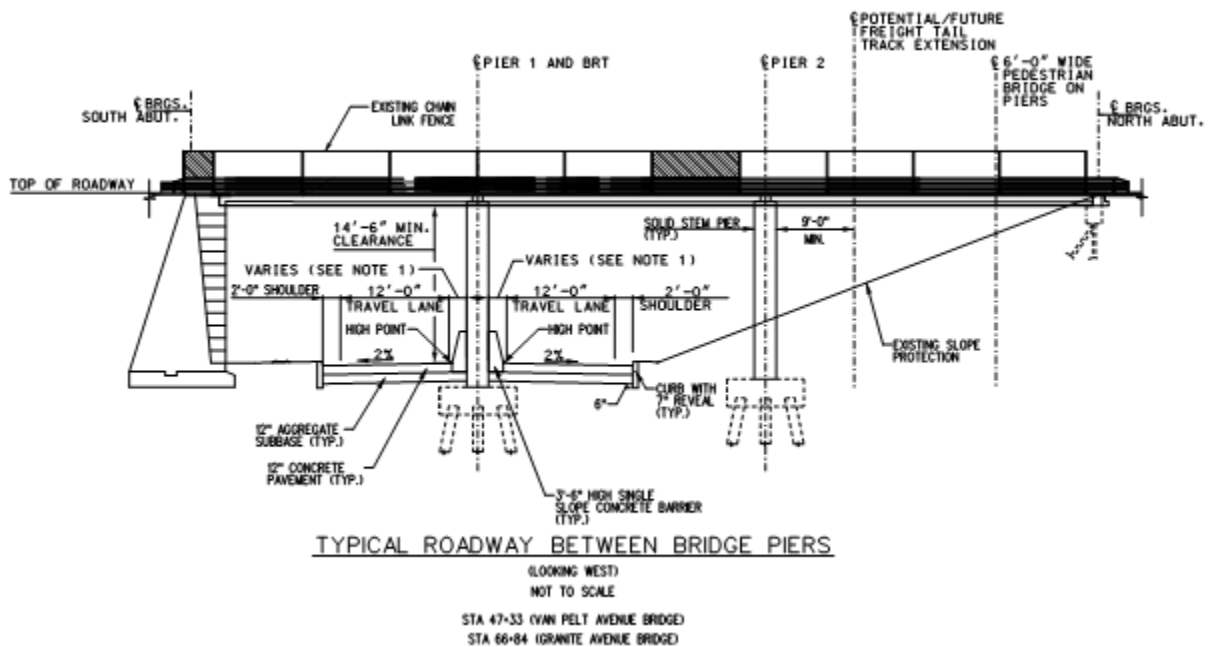 ℄ POTENTIAL/FUTURE
FREIGHT TAIL
TRACK EXTENSION
℄ PIER 1 AND BRT
℄ PIER 2
℄ 6'-0" WIDE
PEDESTRIAN
BRIDGE ON
PIERS
℄ BRGS.
SOUTH ABUT.
EXISTING CHAIN
LINK FENCE
℄ BRGS.
NORTH ABUT.
TOP OF ROADWAY
14'-6" MIN.
CLEARANCE
SOLID STEM PIER
(TYP.)
9'-0"
MIN.
VARIES (SEE NOTE 1)
VARIES (SEE NOTE 1)
2'-0" SHOULDER
12'-0"
TRAVEL LANE
12'-0"
TRAVEL LANE
2'-0"
SHOULDER
HIGH POINT
HIGH POINT
EXISTING SLOPE
PROTECTION
2%
2%
6"
CURB WITH
7" REVEAL
(TYP.)
12" AGGREGATE
SUBBASE (TYP.)
12" CONCRETE
PAVEMENT (TYP.)
3'-6" HIGH SINGLE
SLOPE CONCRETE BARRIER
(TYP.)
TYPICAL ROADWAY BETWEEN BRIDGE PIERS
(LOOKING WEST)
NOT TO SCALE
STA 47+33 (VAN PELT AVENUE BRIDGE)
STA 66+84 (GRANITE AVENUE BRIDGE)